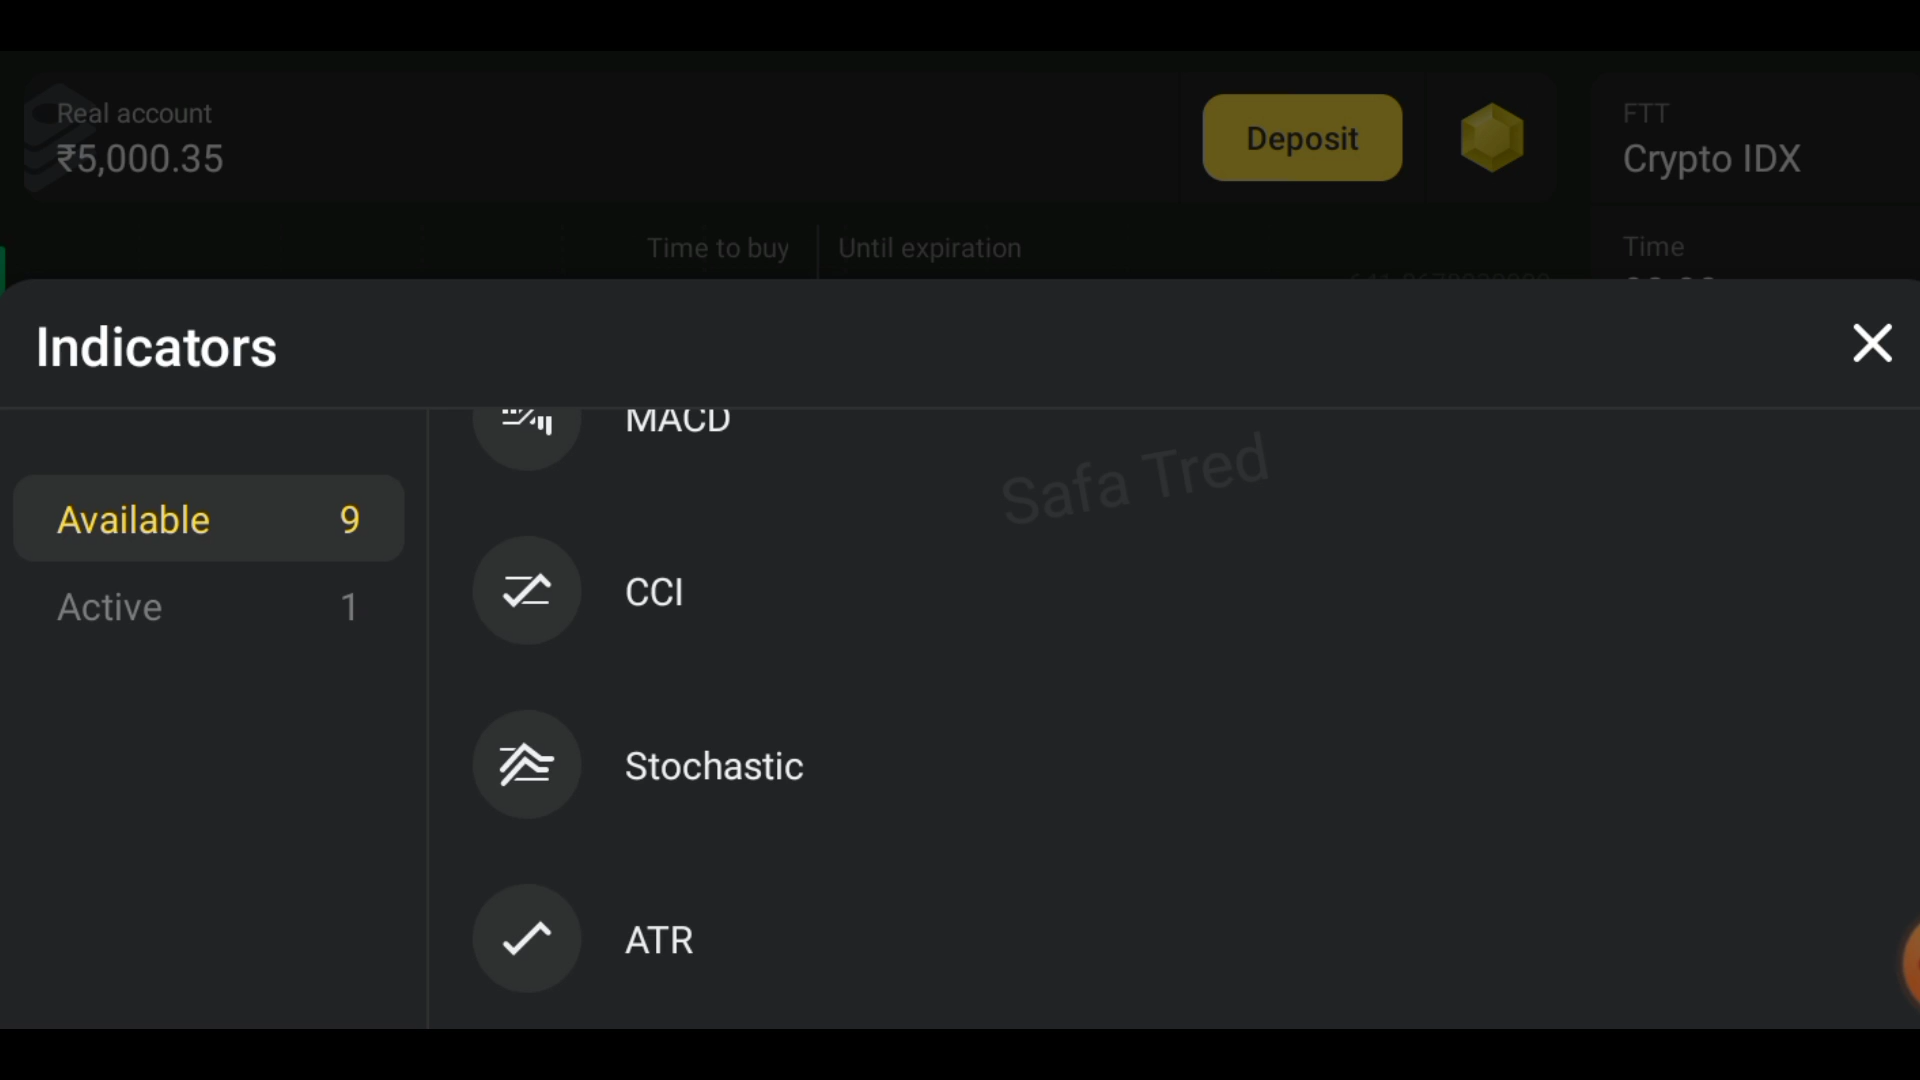 Real account
₹5,000.35
Deposit
FTT
Crypto IDX
Time to buy
Until expiration
Time
Indicators
MACD
Safa Tred
Available 9
CCI
Active 1
Stochastic
ATR